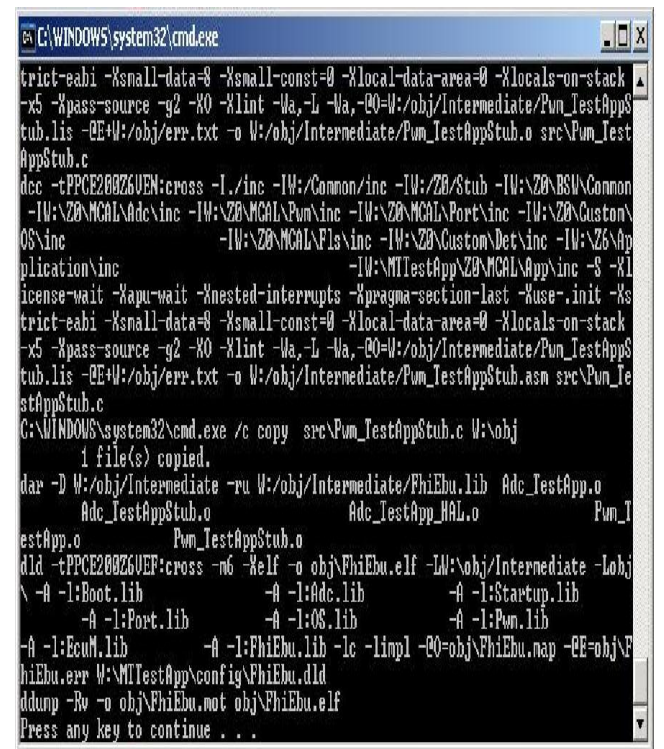 C:\WINDOWS\system32\cmd.exe
trict-eabi -Xsmall-data=8 -Xsmall-const=0 -Xlocal-data-area=0 -Xlocals-on-stack
-x5 -Xpass-source -g2 -XO -Xlint -Wa,-L -Wa,-@O=W:/obj/Intermediate/Pwm_TestAppS
tub.lis -@E+W:/obj/err.txt -o W:/obj/Intermediate/Pwm_TestAppStub.o src\Pwm_Test
AppStub.c
dcc -tPPCE200Z6VEN:cross -I./inc -IW:/Common/inc -IW:/Z0/Stub -IW:\Z0\BSW\Common
-IW:\Z0\MCAL\Adc\inc -IW:\Z0\MCAL\Pwm\inc -IW:\Z0\MCAL\Port\inc -IW:\Z0\Custom\
OS\inc -IW:\Z0\MCAL\Fls\inc -IW:\Z0\Custom\Det\inc -IW:\Z6\Ap
plication\inc -IW:\MTTestApp\Z0\MCAL\App\inc -S -Xl
icense-wait -Xapu-wait -Xnested-interrupts -Xpragma-section-last -Xuse-.init -Xs
trict-eabi -Xsmall-data=8 -Xsmall-const=0 -Xlocal-data-area=0 -Xlocals-on-stack
-x5 -Xpass-source -g2 -XO -Xlint -Wa,-L -Wa,-@O=W:/obj/Intermediate/Pwm_TestAppS
tub.lis -@E+W:/obj/err.txt -o W:/obj/Intermediate/Pwm_TestAppStub.asm src\Pwm_Te
stAppStub.c
C:\WINDOWS\system32\cmd.exe /c copy src\Pwm_TestAppStub.c W:\obj
1 file(s) copied.
dar -D W:/obj/Intermediate -ru W:/obj/Intermediate/FhiEbu.lib Adc_TestApp.o
Adc_TestAppStub.o Adc_TestApp_HAL.o Pwm_T
estApp.o Pwm_TestAppStub.o
dld -tPPCE200Z6VEF:cross -m6 -Xelf -o obj\FhiEbu.elf -LW:\obj/Intermediate -Lobj
\ -A -l:Boot.lib -A -l:Adc.lib -A -l:Startup.lib
-A -l:Port.lib -A -l:OS.lib -A -l:Pwm.lib
-A -l:EcuM.lib -A -l:FhiEbu.lib -lc -limpl -@O=obj\FhiEbu.map -@E=obj\F
hiEbu.err W:\MTTestApp\config\FhiEbu.dld
ddump -Rv -o obj\FhiEbu.mot obj\FhiEbu.elf
Press any key to continue . . .